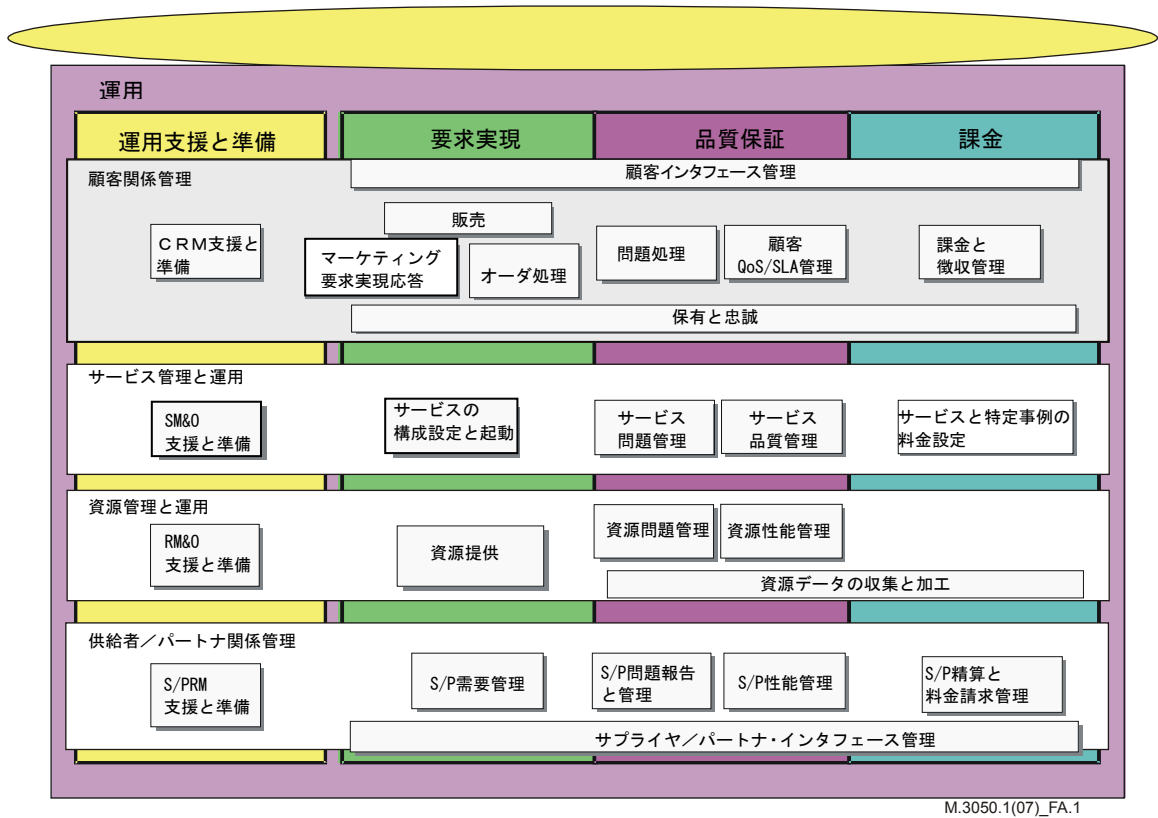 運用
運用支援と準備
要求実現
品質保証
課金
顧客関係管理
顧客インタフェース管理
販売
CRM支援と
準備
マーケティング
要求実現応答
オーダ処理
問題処理
顧客
QoS/SLA管理
課金と
徴収管理
保有と忠誠
サービス管理と運用
SM&O
支援と準備
サービスの
構成設定と起動
サービス
問題管理
サービス
品質管理
サービスと特定事例の
料金設定
資源管理と運用
RM&O
支援と準備
資源提供
資源問題管理
資源性能管理
資源データの収集と加工
供給者／パートナ関係管理
S/PRM
支援と準備
S/P需要管理
S/P問題報告
と管理
S/P性能管理
S/P精算と
料金請求管理
サプライヤ／パートナ・インタフェース管理
M.3050.1(07)_FA.1